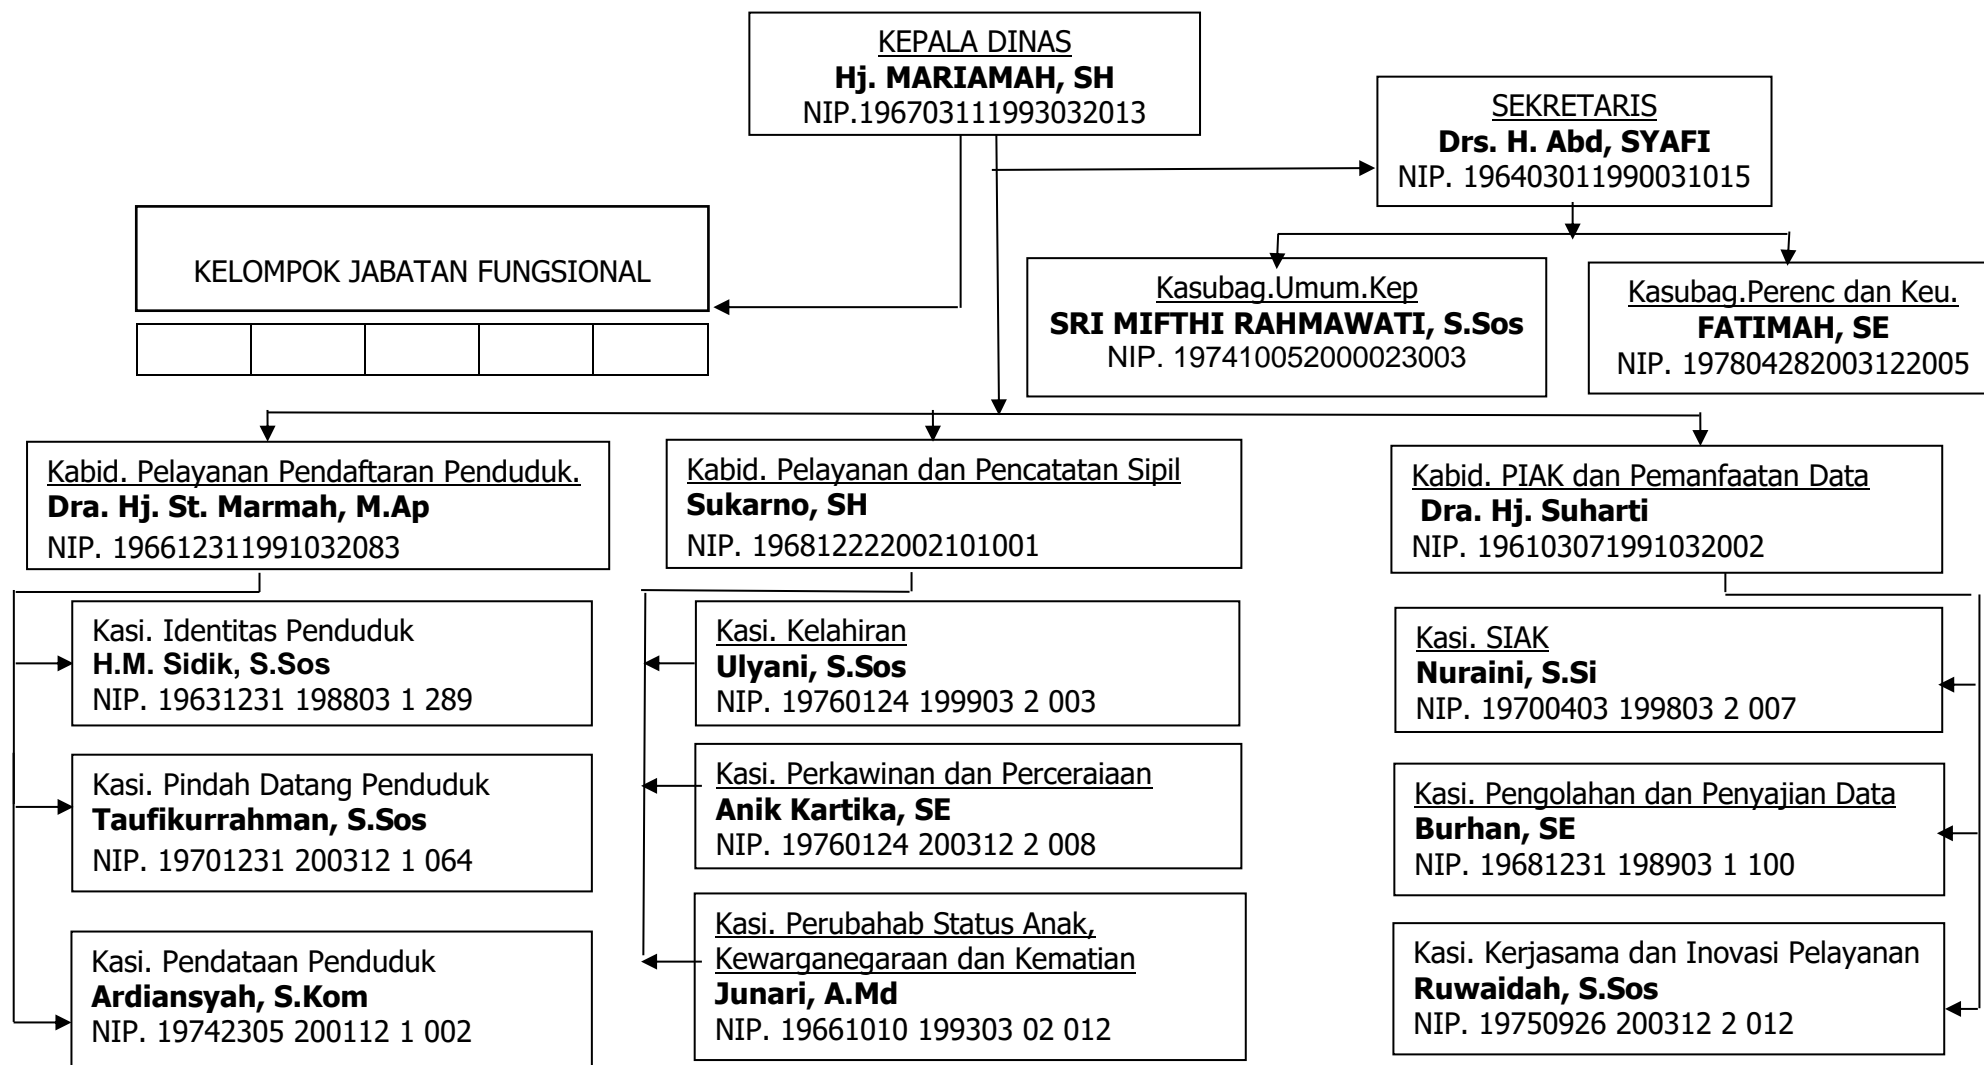 KEPALA DINAS
Hj. MARIAMAH, SH
NIP.196703111993032013
SEKRETARIS
Drs. H. Abd, SYAFI
NIP. 196403011990031015
KELOMPOK JABATAN FUNGSIONAL
Kasubag.Umum.Kep
SRI MIFTHI RAHMAWATI, S.Sos
NIP. 197410052000023003
Kasubag.Perenc dan Keu.
FATIMAH, SE
NIP. 197804282003122005
Kabid. Pelayanan Pendaftaran Penduduk.
Dra. Hj. St. Marmah, M.Ap
NIP. 196612311991032083
Kabid. Pelayanan dan Pencatatan Sipil
Sukarno, SH
NIP. 196812222002101001
Kabid. PIAK dan Pemanfaatan Data
Dra. Hj. Suharti
NIP. 196103071991032002
Kasi. Identitas Penduduk
H.M. Sidik, S.Sos
NIP. 19631231 198803 1 289
Kasi. Pindah Datang Penduduk
Taufikurrahman, S.Sos
NIP. 19701231 200312 1 064
Kasi. Pendataan Penduduk
Ardiansyah, S.Kom
NIP. 19742305 200112 1 002
Kasi. Kelahiran
Ulyani, S.Sos
NIP. 19760124 199903 2 003
Kasi. Perkawinan dan Perceraiaan
Anik Kartika, SE
NIP. 19760124 200312 2 008
Kasi. Perubahab Status Anak,
Kewarganegaraan dan Kematian
Junari, A.Md
NIP. 19661010 199303 02 012
Kasi. SIAK
Nuraini, S.Si
NIP. 19700403 199803 2 007
Kasi. Pengolahan dan Penyajian Data
Burhan, SE
NIP. 19681231 198903 1 100
Kasi. Kerjasama dan Inovasi Pelayanan
Ruwaidah, S.Sos
NIP. 19750926 200312 2 012